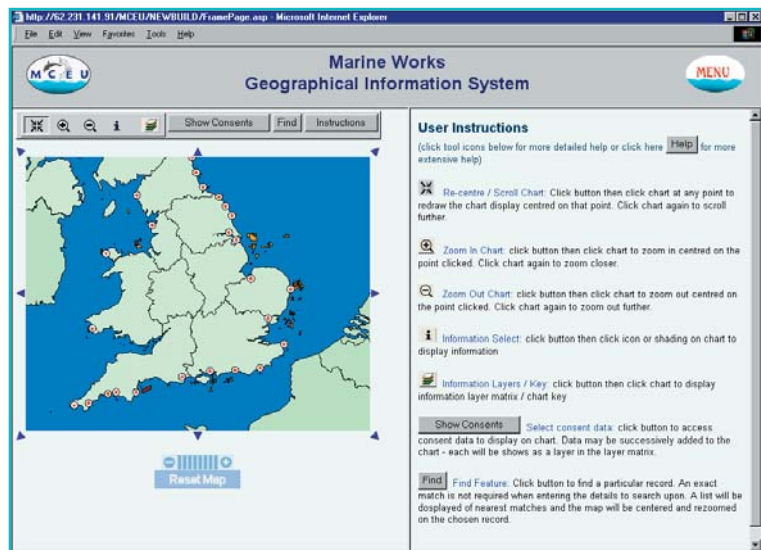 http://62.231.141.91/MCEU/NEWBUILD/FramePage.asp - Microsoft Internet Explorer
File Edit View Favorites Tools Help
MCEU
Marine Works
Geographical Information System
MENU
Show Consents Find Instructions
Reset Map
User Instructions
(click tool icons below for more detailed help or click here Help for more
extensive help)
Re-centre / Scroll Chart: Click button then click chart at any point to
redraw the chart display centred on that point. Click chart again to scroll
further.
Zoom In Chart: click button then click chart to zoom in centred on the
point clicked. Click chart again to zoom closer.
Zoom Out Chart: click button then click chart to zoom out centred on
the point clicked. Click chart again to zoom out further.
Information Select: click button then click icon or shading on chart to
display information
Information Layers / Key: click button then click chart to display
information layer matrix / chart key
Show Consents Select consent data: click button to access
consent data to display on chart. Data may be successively added to the
chart - each will be shows as a layer in the layer matrix.
Find Find Feature: Click button to find a particular record. An exact
match is not required when entering the details to search upon. A list will be
dospalyed of nearest matches and the map will be centered and rezoomed
on the chosen record.